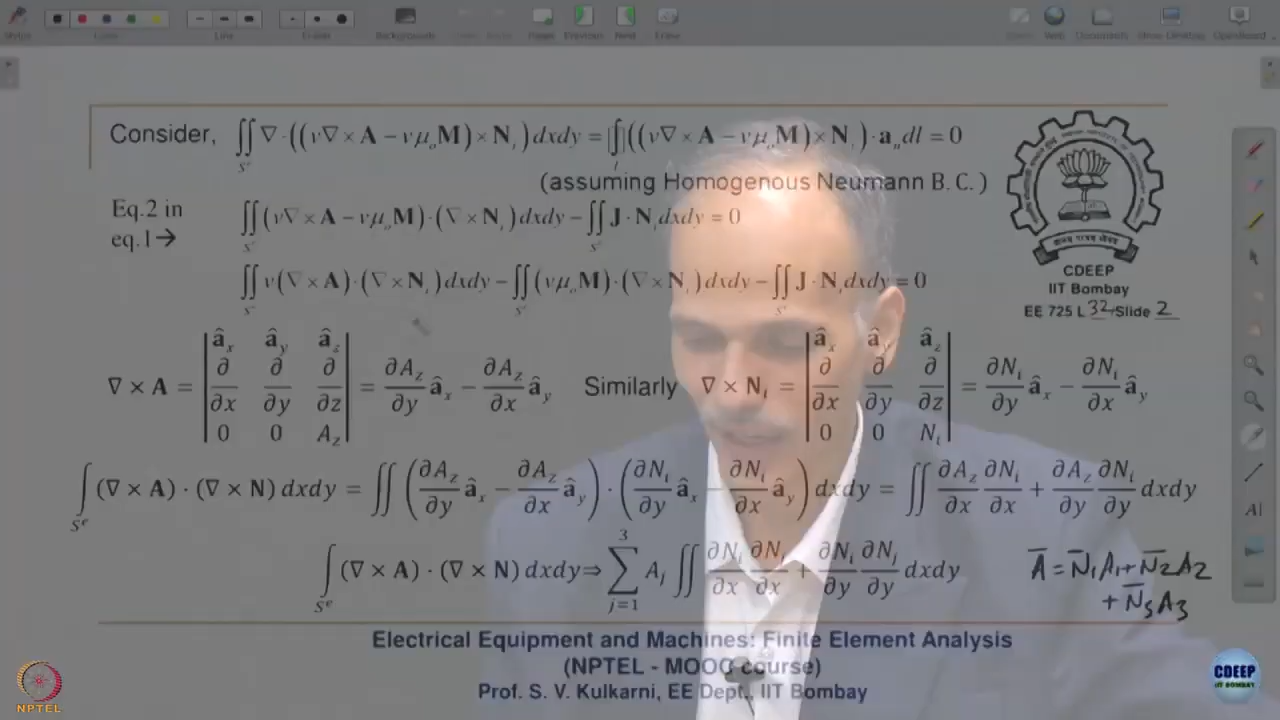 Consider, ∬_{S^e} ∇·((ν∇×A − νμ_o M)×N_i) dxdy = ∮_l ((ν∇×A − νμ_o M)×N_i)·a_n dl = 0
(assuming Homogenous Neumann B.C.)
Eq.2 in
eq.1→
∬_{S^e} (ν∇×A − νμ_o M)·(∇×N_i) dxdy − ∬_{S^e} J·N_i dxdy = 0
∬_{S^e} ν(∇×A)·(∇×N_i) dxdy − ∬_{S^e} (νμ_o M)·(∇×N_i) dxdy − ∬_{S^e} J·N_i dxdy = 0
CDEEP
IIT Bombay
EE 725 L 32 /Slide 2
∇ × A = | â_x â_y â_z ; ∂/∂x ∂/∂y ∂/∂z ; 0 0 A_z | = ∂A_z/∂y â_x − ∂A_z/∂x â_y Similarly ∇ × N_i = | â_x â_y â_z ; ∂/∂x ∂/∂y ∂/∂z ; 0 0 N_i | = ∂N_i/∂y â_x − ∂N_i/∂x â_y
∫_{S^e} (∇ × A) · (∇ × N) dxdy = ∬ (∂A_z/∂y â_x − ∂A_z/∂x â_y) · (∂N_i/∂y â_x − ∂N_i/∂x â_y) dxdy = ∬ ∂A_z/∂x ∂N_i/∂x + ∂A_z/∂y ∂N_i/∂y dxdy
∫_{S^e} (∇ × A) · (∇ × N) dxdy ⇒ ∑_{j=1}^{3} A_j ∬ ∂N_i/∂x ∂N_j/∂x + ∂N_i/∂y ∂N_j/∂y dxdy
A̅ = N̅₁A₁ + N̅₂A₂
+ N̅₃A₃
Electrical Equipment and Machines: Finite Element Analysis
(NPTEL - MOOC course)
Prof. S. V. Kulkarni, EE Dept., IIT Bombay
NPTEL
CDEEP
IIT BOMBAY